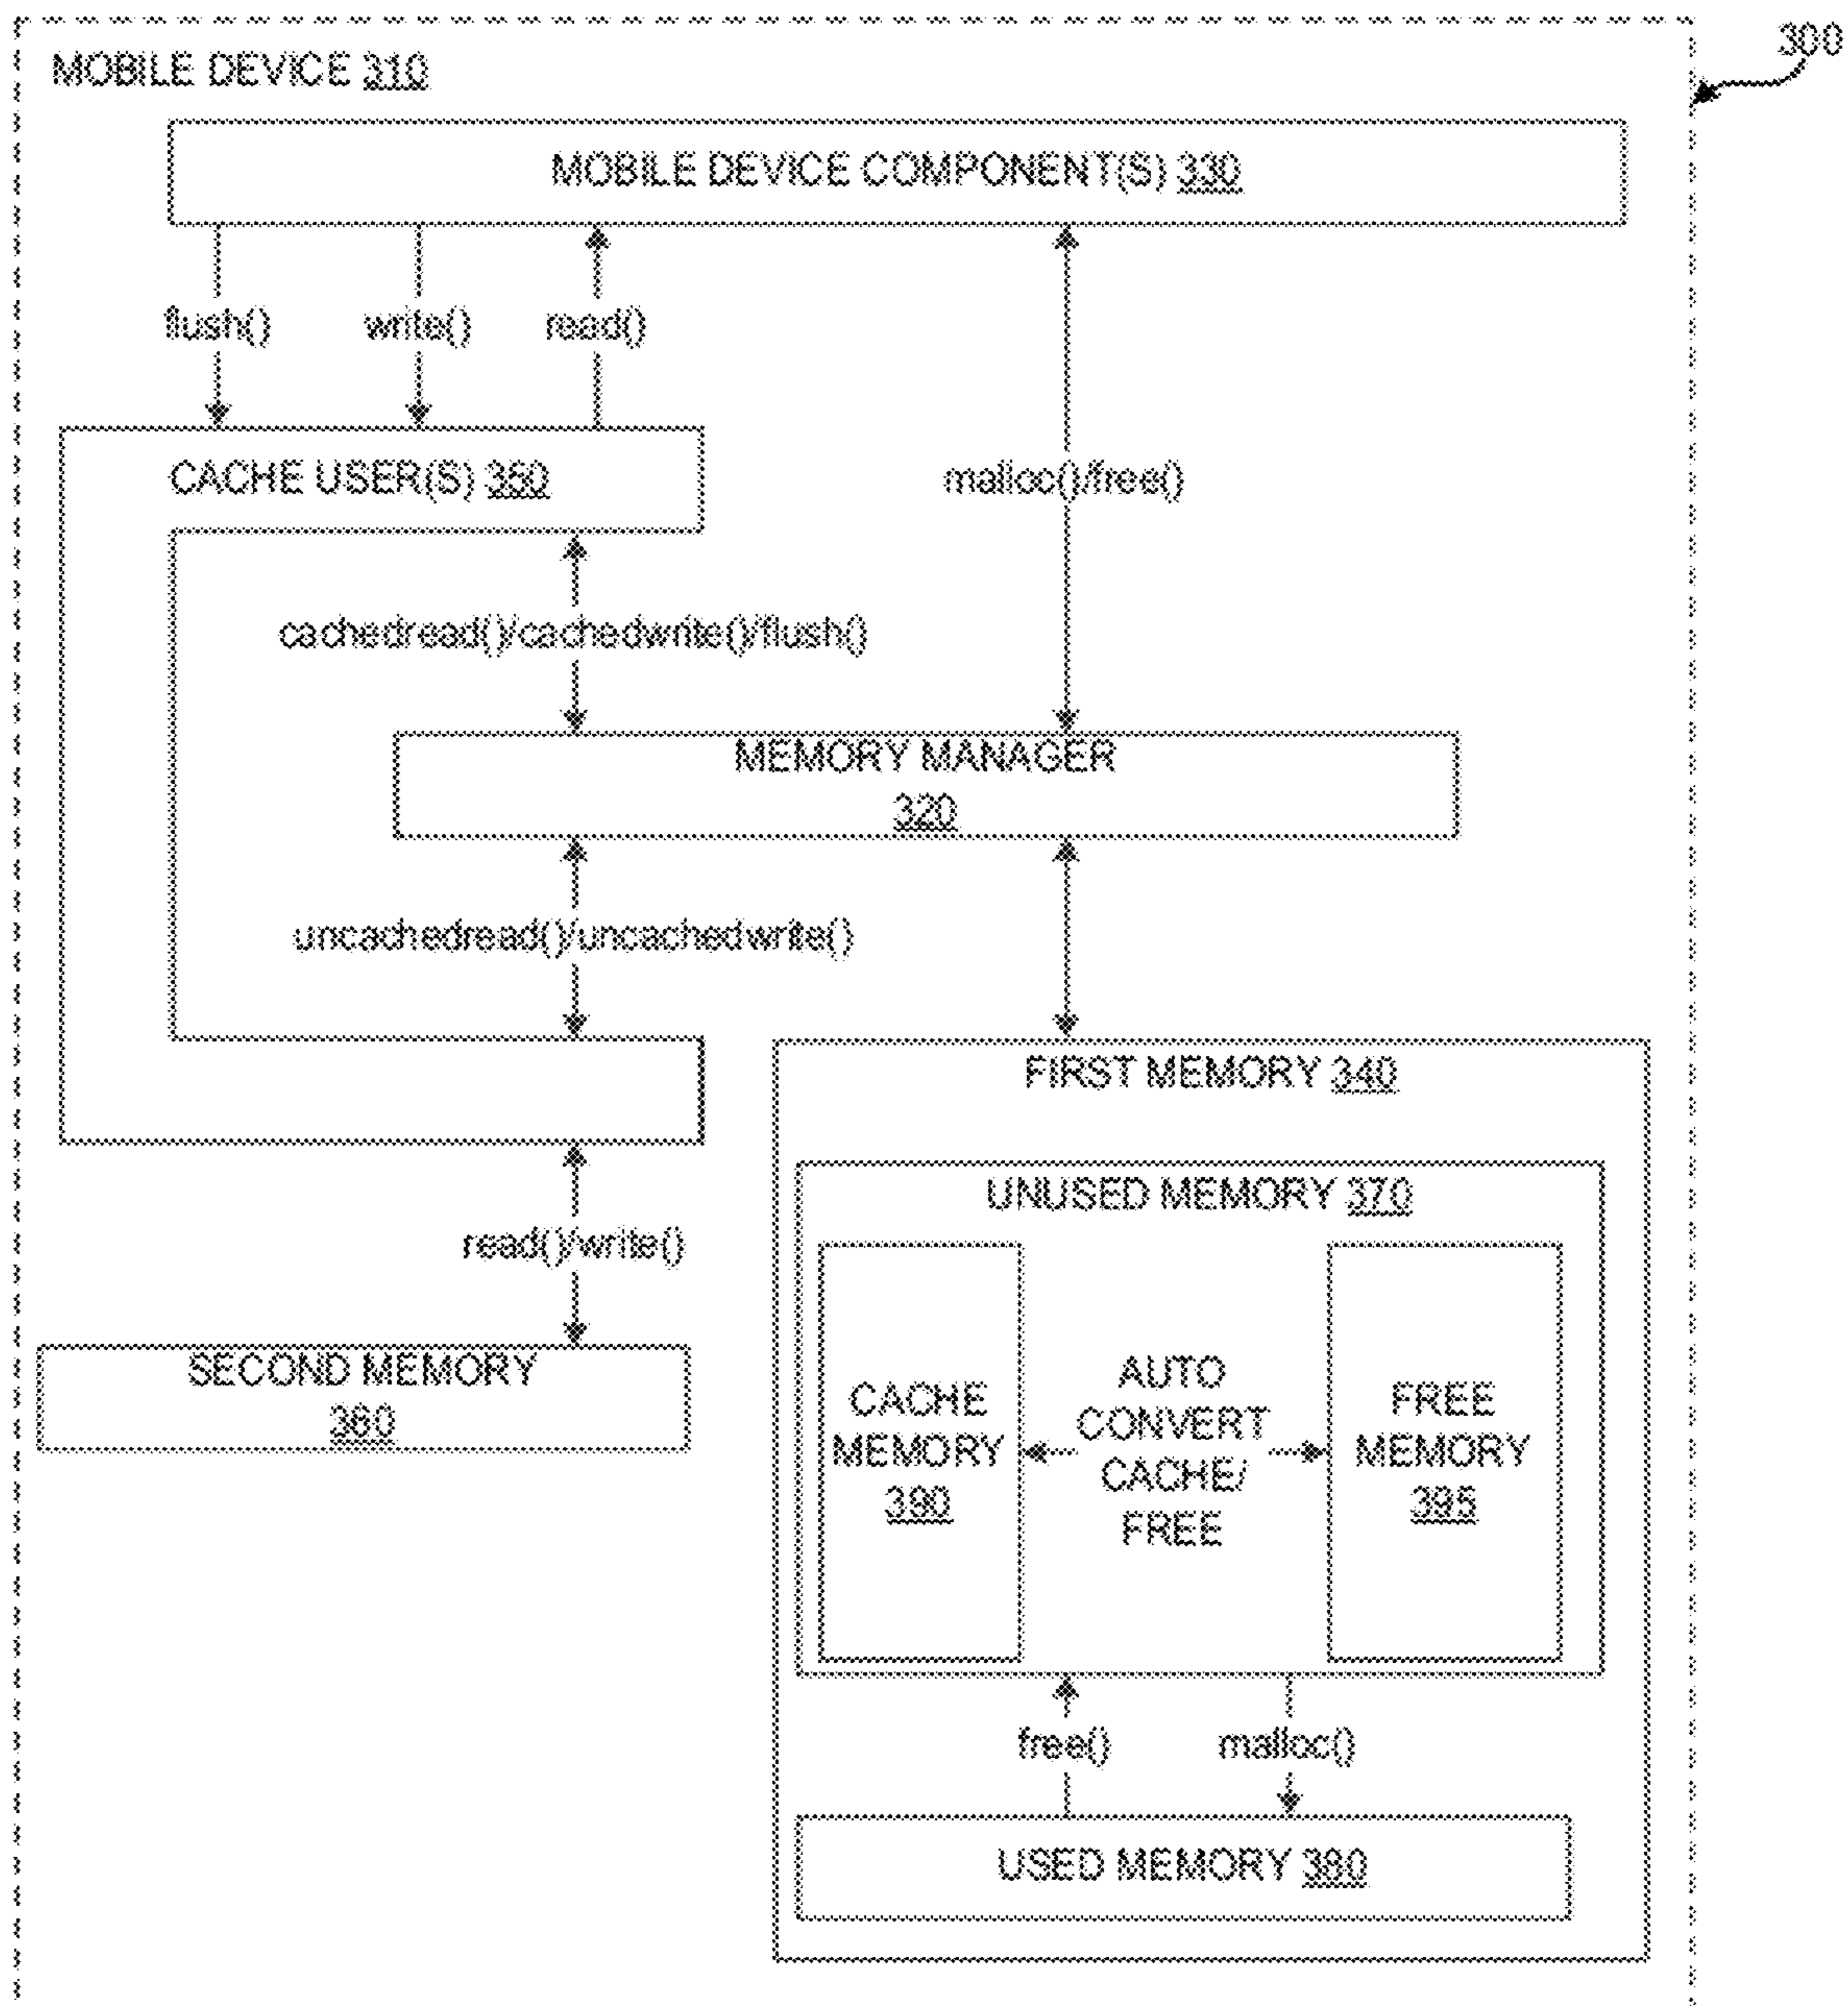 300
MOBILE DEVICE 310
MOBILE DEVICE COMPONENT(S) 330
flush()
write()
read()
CACHE USER(S) 350
malloc()/free()
cachedread()/cachedwrite()/flush()
MEMORY MANAGER
320
uncachedread()/uncachedwrite()
FIRST MEMORY 340
UNUSED MEMORY 370
read()/write()
SECOND MEMORY
360
CACHE
MEMORY
390
AUTO
CONVERT
CACHE/
FREE
FREE
MEMORY
395
free()
malloc()
USED MEMORY 380